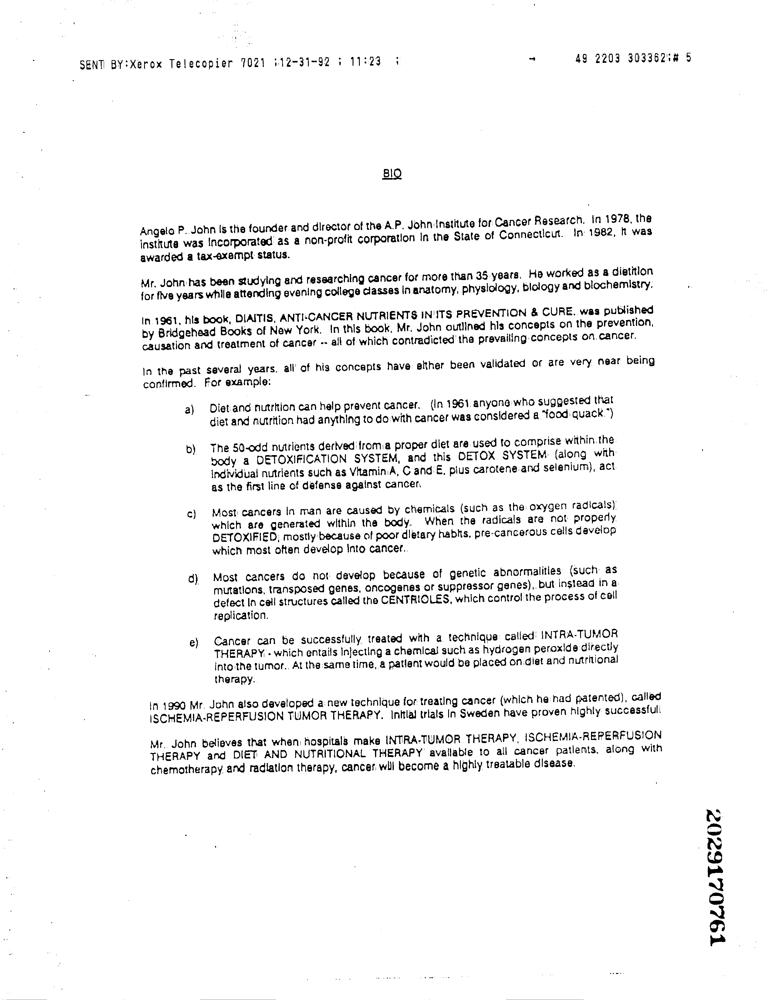 SENT BY:Xerox Telecopier 7021 ;12-31-92 ; 11:23 ; → 49 2203 303362;# 5
BIO
Angelo P. John is the founder and director of the A.P. John Institute for Cancer Research. In 1978, the
institute was incorporated as a non-profit corporation in the State of Connecticut. In 1982, it was
awarded a tax-exempt status.
Mr. John has been studying and researching cancer for more than 35 years. He worked as a dietition
for five years while attending evening college classes in anatomy, physiology, biology and biochemistry.
In 1961, his book, DIAITIS, ANTI-CANCER NUTRIENTS IN ITS PREVENTION & CURE, was published
by Bridgehead Books of New York. In this book, Mr. John outlined his concepts on the prevention,
causation and treatment of cancer -- all of which contradicted the prevailing concepts on cancer.
In the past several years, all of his concepts have either been validated or are very near being
confirmed. For example:
a) Diet and nutrition can help prevent cancer. (In 1961 anyone who suggested that
diet and nutrition had anything to do with cancer was considered a "food quack.")
b) The 50-odd nutrients derived from a proper diet are used to comprise within the
body a DETOXIFICATION SYSTEM, and this DETOX SYSTEM (along with
individual nutrients such as Vitamin A, C and E, plus carotene and selenium), act
as the first line of defense against cancer.
c) Most cancers in man are caused by chemicals (such as the oxygen radicals)
which are generated within the body. When the radicals are not properly
DETOXIFIED, mostly because of poor dietary habits, pre-cancerous cells develop
which most often develop into cancer.
d) Most cancers do not develop because of genetic abnormalities (such as
mutations, transposed genes, oncogenes or suppressor genes), but instead in a
defect in cell structures called the CENTRIOLES, which control the process of cell
replication.
e) Cancer can be successfully treated with a technique called INTRA-TUMOR
THERAPY - which entails injecting a chemical such as hydrogen peroxide directly
into the tumor. At the same time, a patient would be placed on diet and nutritional
therapy.
In 1990 Mr. John also developed a new technique for treating cancer (which he had patented), called
ISCHEMIA-REPERFUSION TUMOR THERAPY. Initial trials in Sweden have proven highly successful.
Mr. John believes that when hospitals make INTRA-TUMOR THERAPY, ISCHEMIA-REPERFUSION
THERAPY and DIET AND NUTRITIONAL THERAPY available to all cancer patients, along with
chemotherapy and radiation therapy, cancer will become a highly treatable disease.
2029170761